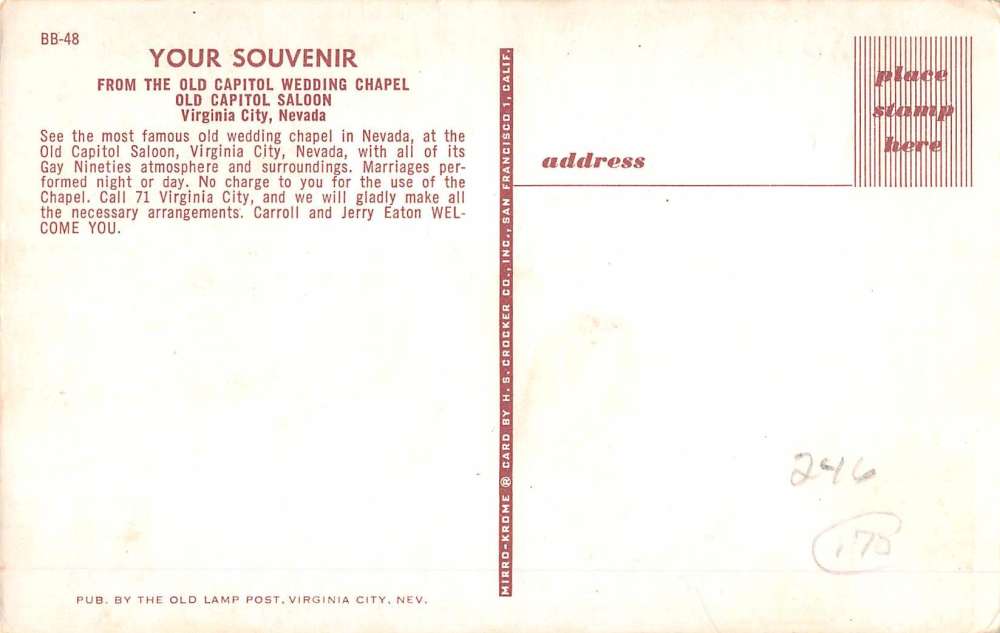 BB-48
YOUR SOUVENIR
FROM THE OLD CAPITOL WEDDING CHAPEL
OLD CAPITOL SALOON
Virginia City, Nevada
See the most famous old wedding chapel in Nevada, at the
Old Capitol Saloon, Virginia City, Nevada, with all of its
Gay Nineties atmosphere and surroundings. Marriages per-
formed night or day. No charge to you for the use of the
Chapel. Call 71 Virginia City, and we will gladly make all
the necessary arrangements. Carroll and Jerry Eaton WEL-
COME YOU.
PUB. BY THE OLD LAMP POST, VIRGINIA CITY, NEV.
MIRRO-KROME ® CARD BY H. S. CROCKER CO., INC., SAN FRANCISCO 1, CALIF.
place
stamp
here
address
246
175